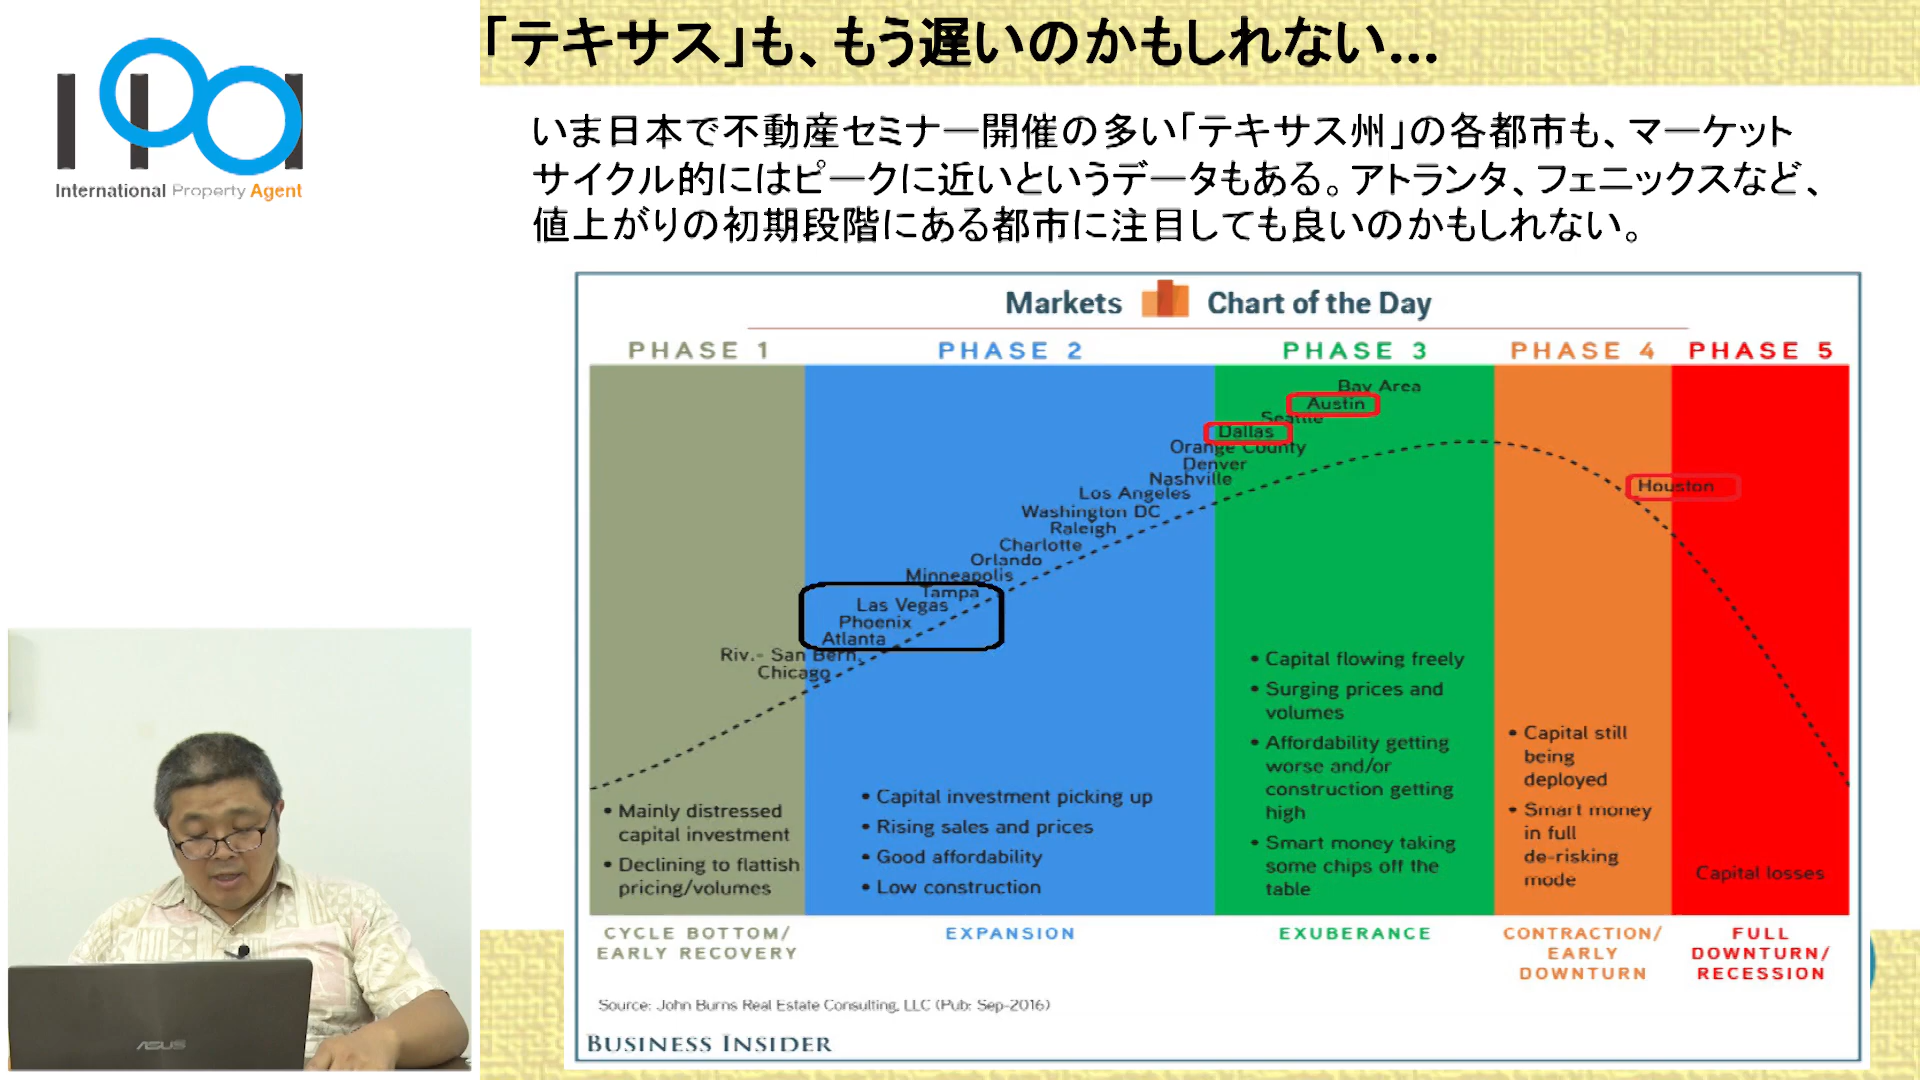 「テキサス」も、もう遅いのかもしれない…
International Property Agent
いま日本で不動産セミナー開催の多い「テキサス州」の各都市も、マーケット
サイクル的にはピークに近いというデータもある。アトランタ、フェニックスなど、
値上がりの初期段階にある都市に注目しても良いのかもしれない。
Markets Chart of the Day
PHASE 1
PHASE 2
PHASE 3
PHASE 4
PHASE 5
Bay Area
Austin
Seattle
Dallas
Orange County
Denver
Nashville
Los Angeles
Washington DC
Raleigh
Charlotte
Orlando
Minneapolis
Tampa
Las Vegas
Phoenix
Atlanta
Riv.- San Bern.
Chicago
Houston
• Mainly distressed
capital investment
• Declining to flattish
pricing/volumes
• Capital investment picking up
• Rising sales and prices
• Good affordability
• Low construction
• Capital flowing freely
• Surging prices and
volumes
• Affordability getting
worse and/or
construction getting
high
• Smart money taking
some chips off the
table
• Capital still
being
deployed
• Smart money
in full
de-risking
mode
Capital losses
CYCLE BOTTOM/
EARLY RECOVERY
EXPANSION
EXUBERANCE
CONTRACTION/
EARLY
DOWNTURN
FULL
DOWNTURN/
RECESSION
Source: John Burns Real Estate Consulting, LLC (Pub: Sep-2016)
BUSINESS INSIDER
ASUS